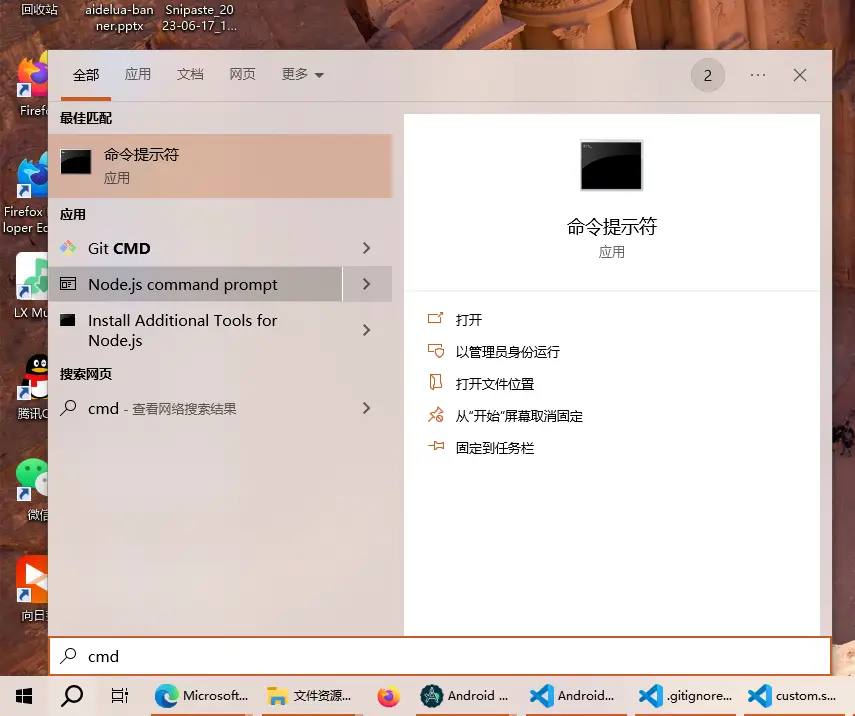 回收站
aidelua-ban
ner.pptx
Snipaste_20
23-06-17_1...
全部
应用
文档
网页
更多
2
最佳匹配
命令提示符
应用
应用
Git CMD
Node.js command prompt
Install Additional Tools for
Node.js
搜索网页
cmd - 查看网络搜索结果
命令提示符
应用
打开
以管理员身份运行
打开文件位置
从“开始”屏幕取消固定
固定到任务栏
Firefo
Firefox
loper Ed
LX Mu
腾讯
微信
cmd
Microsoft...
文件资源...
Android ...
Android...
.gitignore...
custom.s...